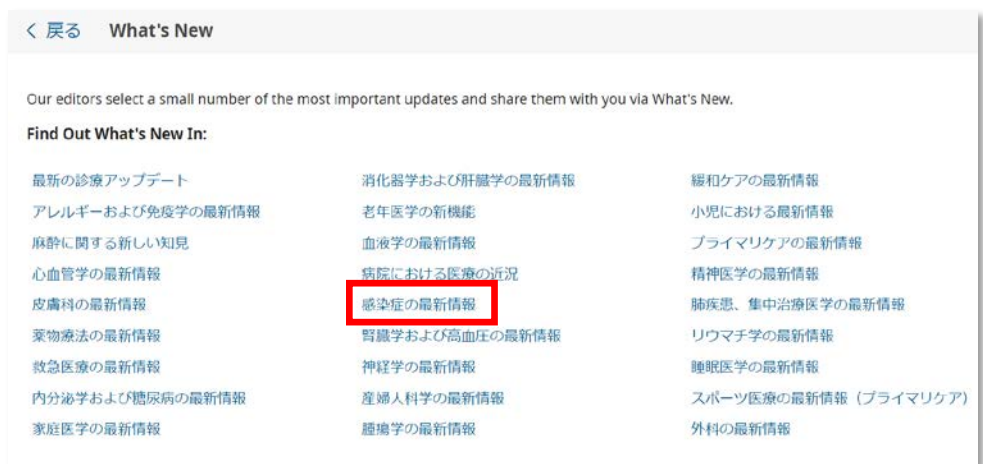 く 戻る What's New
Our editors select a small number of the most important updates and share them with you via What's New.
Find Out What's New In:
最新の診療アップデート
アレルギーおよび免疫学の最新情報
麻酔に関する新しい知見
心血管学の最新情報
皮膚科の最新情報
薬物療法の最新情報
救急医療の最新情報
内分泌学および糖尿病の最新情報
家庭医学の最新情報
消化器学および肝臓学の最新情報
老年医学の新機能
血液学の最新情報
病院における医療の近況
感染症の最新情報
腎臓学および高血圧の最新情報
神経学の最新情報
産婦人科学の最新情報
腫瘍学の最新情報
緩和ケアの最新情報
小児における最新情報
プライマリケアの最新情報
精神医学の最新情報
肺疾患、集中治療医学の最新情報
リウマチ学の最新情報
睡眠医学の最新情報
スポーツ医療の最新情報（プライマリケア）
外科の最新情報